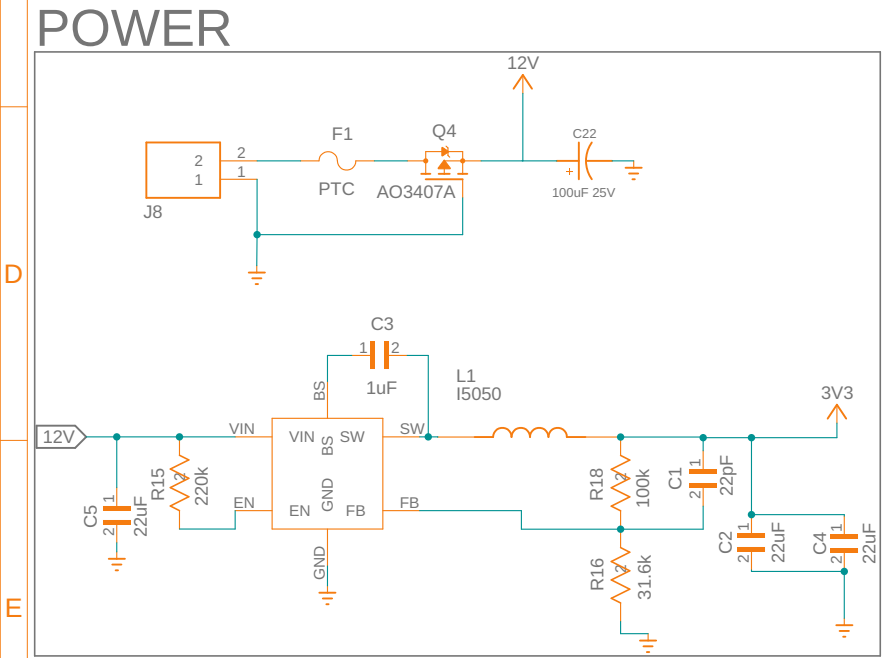 POWER
12V
F1
Q4
C22
2
1
2
1
PTC
AO3407A
+
100uF 25V
J8
D
C3
1
2
1uF
BS
L1
I5050
3V3
12V
VIN
VIN
BS
SW
SW
R15
2
220k
C5
1
2
22uF
EN
EN
GND
FB
FB
GND
R18
2
100k
C1
1
2
22pF
R16
2
31.6k
C2
1
2
22uF
C4
1
2
22uF
E